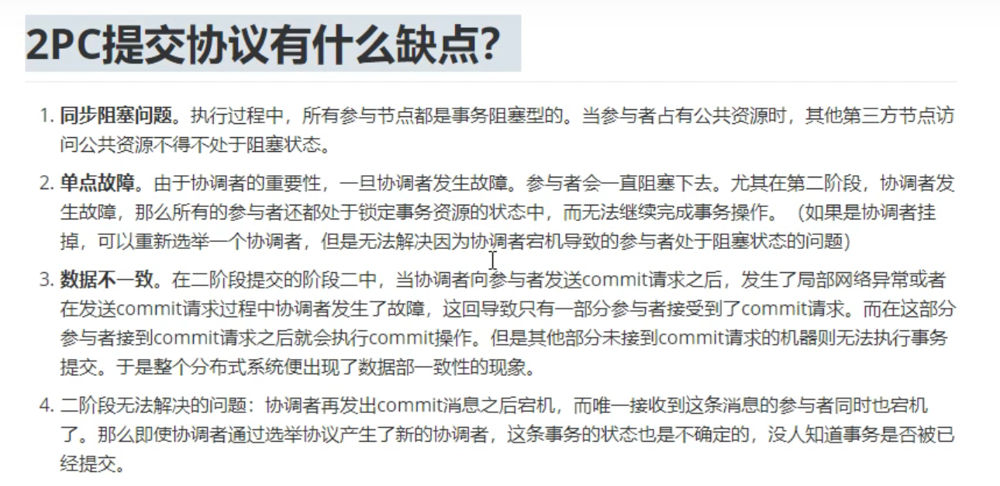 2PC提交协议有什么缺点？
1. 同步阻塞问题。执行过程中，所有参与节点都是事务阻塞型的。当参与者占有公共资源时，其他第三方节点访
问公共资源不得不处于阻塞状态。
2. 单点故障。由于协调者的重要性，一旦协调者发生故障。参与者会一直阻塞下去。尤其在第二阶段，协调者发
生故障，那么所有的参与者还都处于锁定事务资源的状态中，而无法继续完成事务操作。（如果是协调者挂
掉，可以重新选举一个协调者，但是无法解决因为协调者宕机导致的参与者处于阻塞状态的问题）
3. 数据不一致。在二阶段提交的阶段二中，当协调者向参与者发送commit请求之后，发生了局部网络异常或者
在发送commit请求过程中协调者发生了故障，这回导致只有一部分参与者接受到了commit请求。而在这部分
参与者接到commit请求之后就会执行commit操作。但是其他部分未接到commit请求的机器则无法执行事务
提交。于是整个分布式系统便出现了数据部一致性的现象。
4. 二阶段无法解决的问题：协调者再发出commit消息之后宕机，而唯一接收到这条消息的参与者同时也宕机
了。那么即使协调者通过选举协议产生了新的协调者，这条事务的状态也是不确定的，没人知道事务是否被已
经提交。